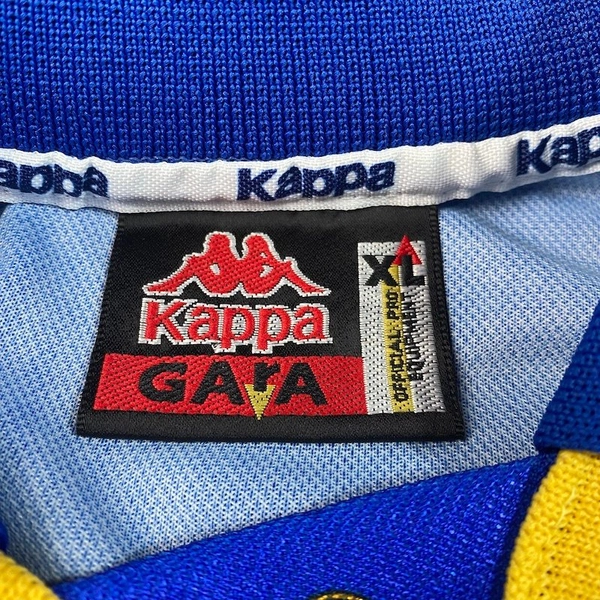 Kappa Kappa Kappa
Kappa
GArA
XL
OFFICIAL PRO
EQUIPMENT